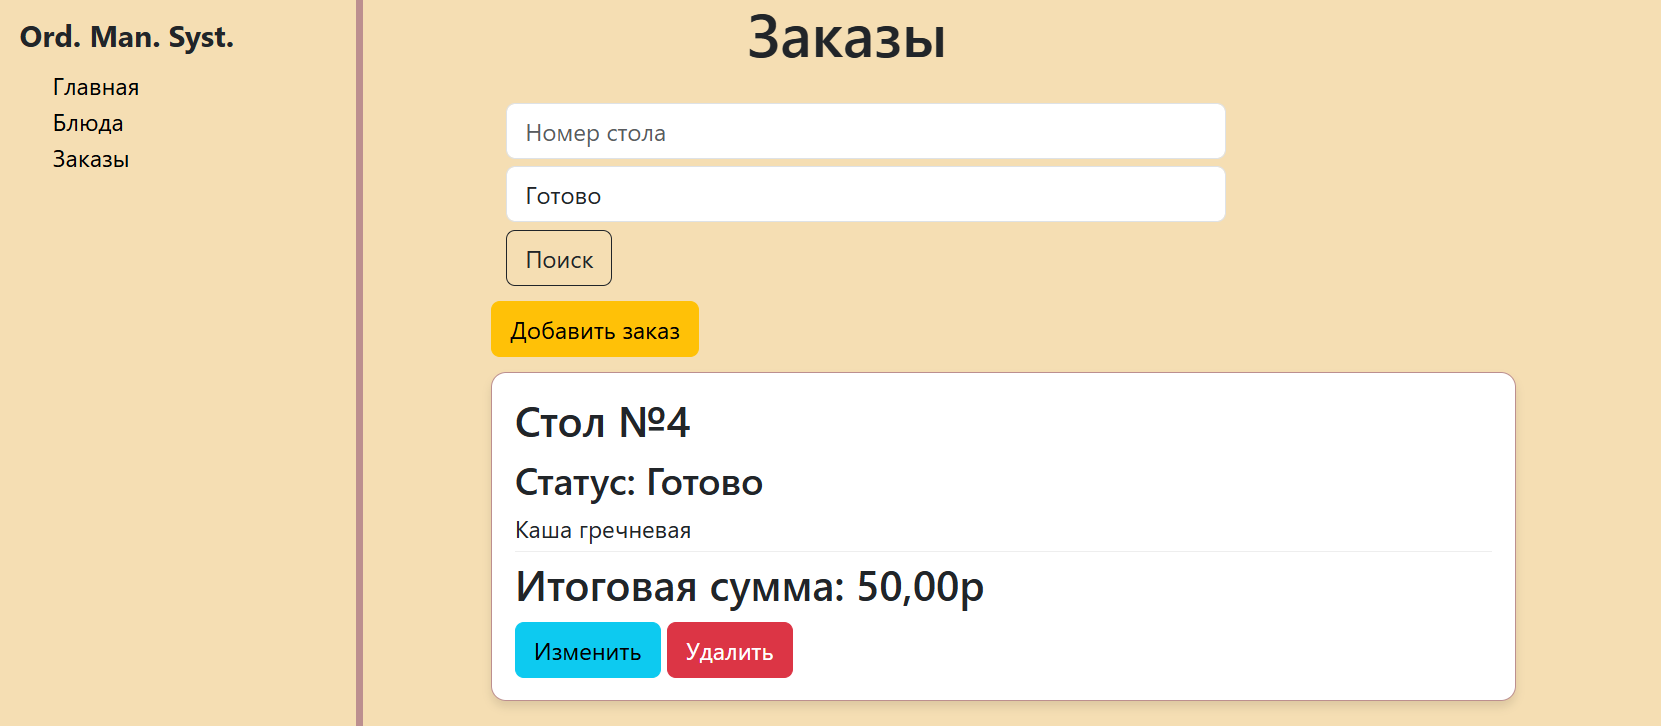 Ord. Man. Syst.
Главная
Блюда
Заказы
Заказы
Номер стола
Готово
Поиск
Добавить заказ
Стол №4
Статус: Готово
Каша гречневая
Итоговая сумма: 50,00р
Изменить Удалить